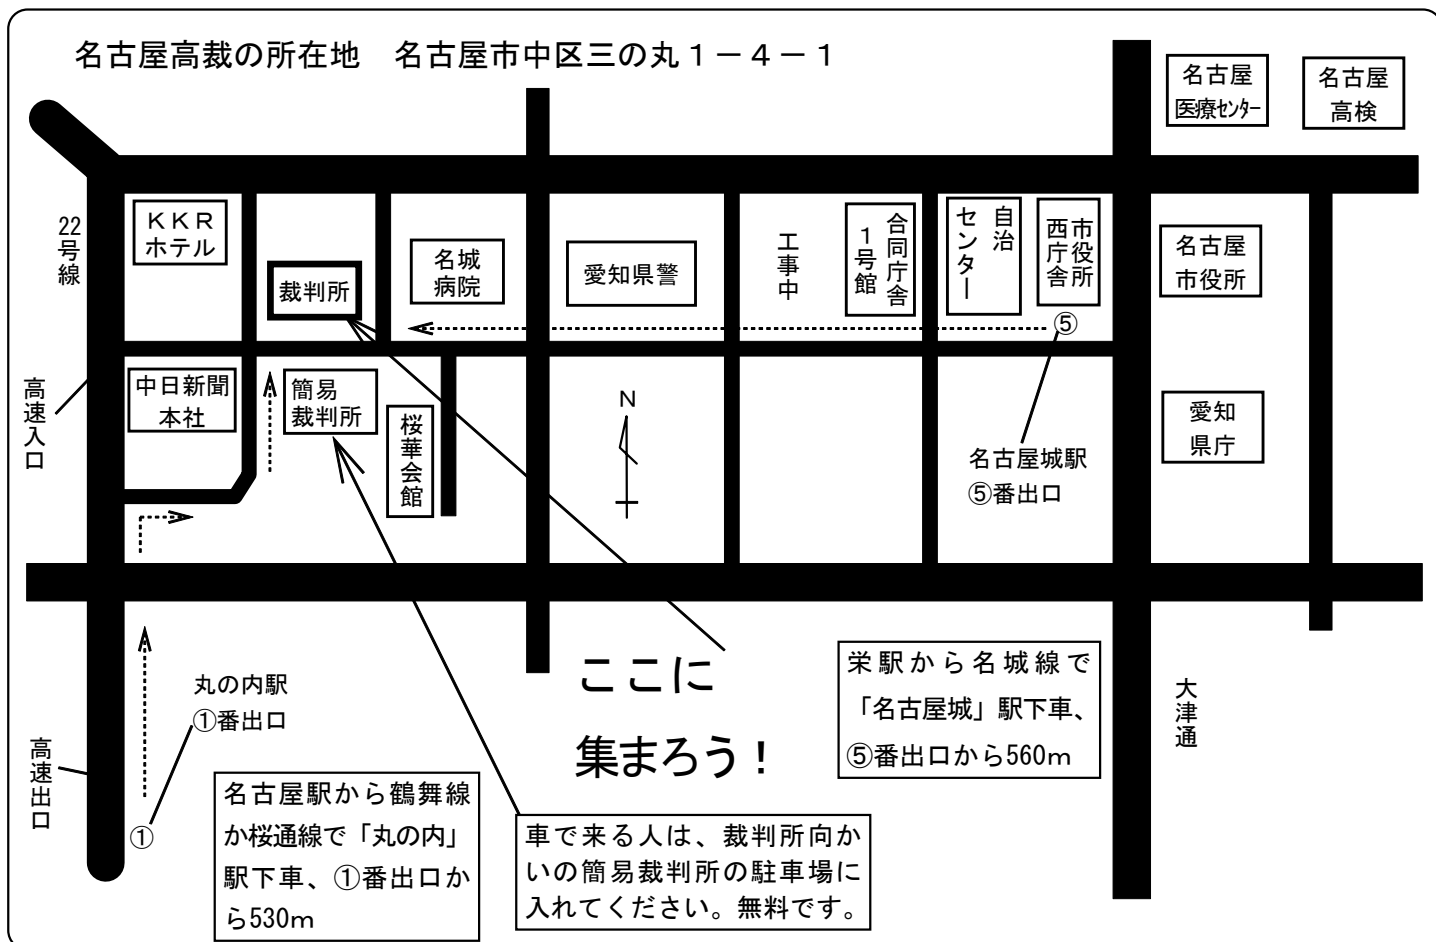 名古屋高裁の所在地　名古屋市中区三の丸１－４－１
名古屋
医療センター
名古屋
高検
22号線
ＫＫＲ
ホテル
裁判所
名城
病院
愛知県警
工事中
合同庁舎
１号館
自治
センター
市役所
西庁舎
名古屋
市役所
⑤
高速入口
中日新聞
本社
簡易
裁判所
桜華会館
N
名古屋城駅
⑤番出口
愛知
県庁
丸の内駅
①番出口
高速出口
①
ここに
集まろう！
栄駅から名城線で
「名古屋城」駅下車、
⑤番出口から560ｍ
大津通
名古屋駅から鶴舞線
か桜通線で「丸の内」
駅下車、①番出口か
ら530ｍ
車で来る人は、裁判所向か
いの簡易裁判所の駐車場に
入れてください。無料です。